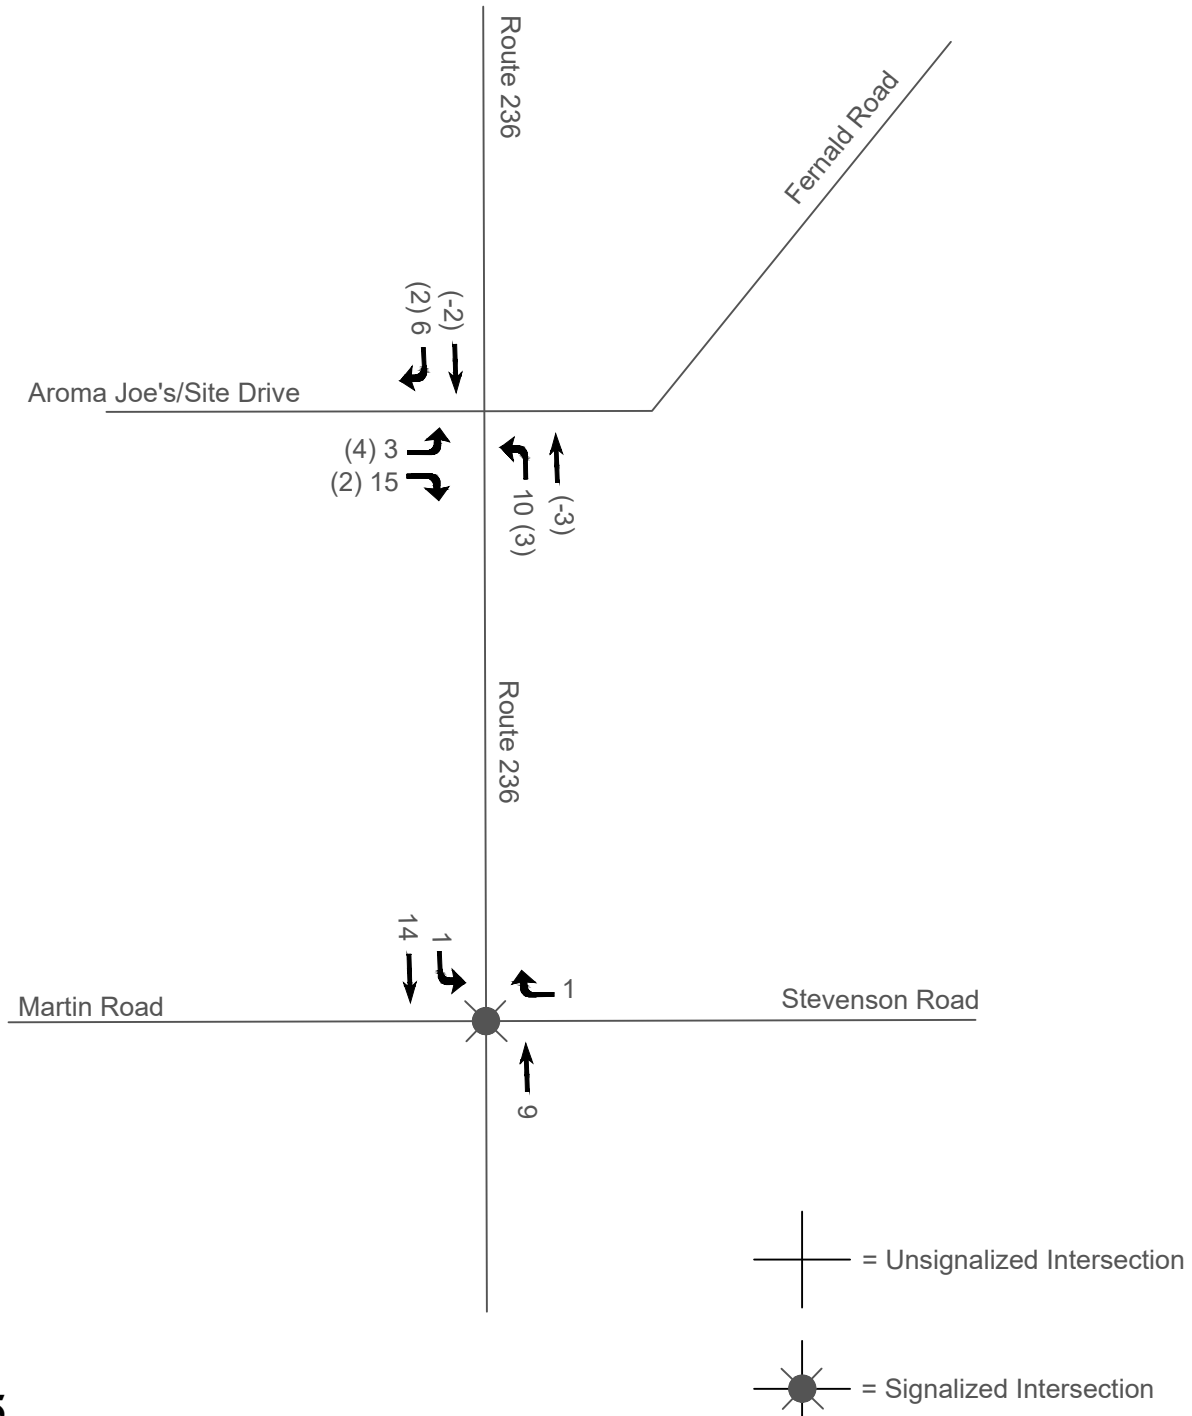 Route 236
Fernald Road
(2) 6
(-2)
Aroma Joe's/Site Drive
(4) 3
(2) 15
10 (3)
(-3)
Route 236
14
1
1
Martin Road
Stevenson Road
9
= Unsignalized Intersection
= Signalized Intersection